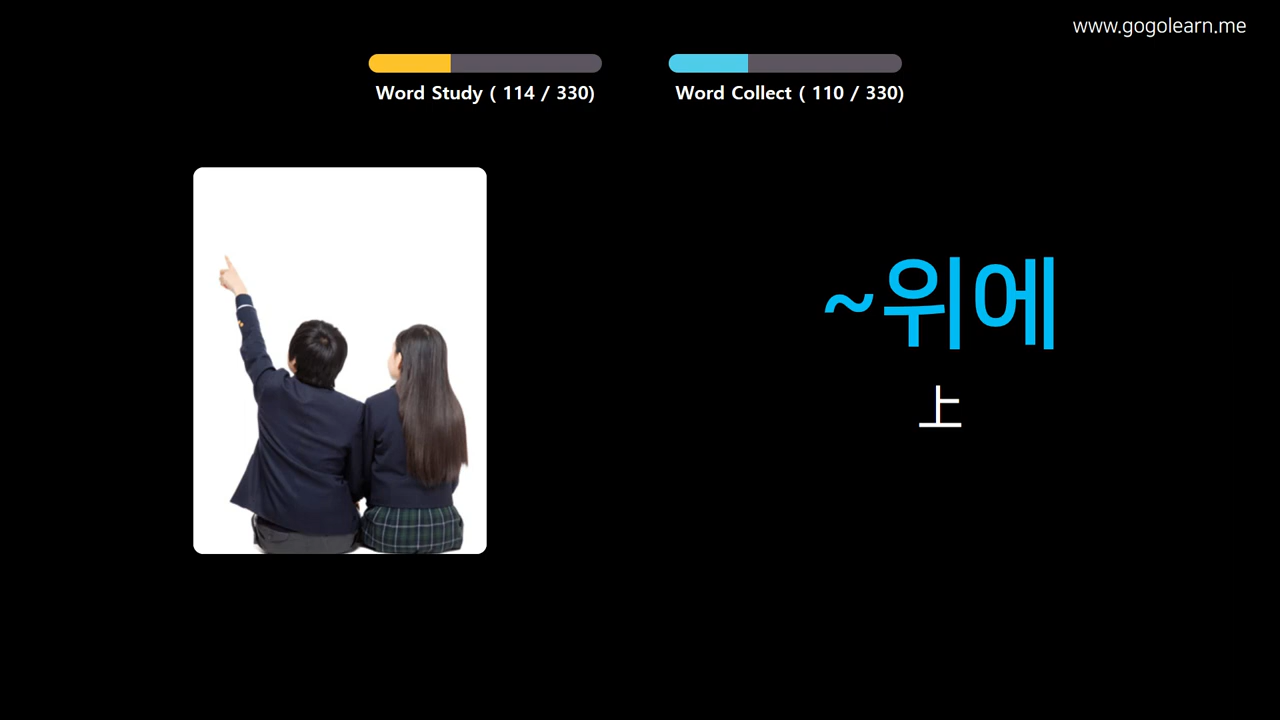 www.gogolearn.me
Word Study ( 114 / 330)
Word Collect ( 110 / 330)
~위에
上